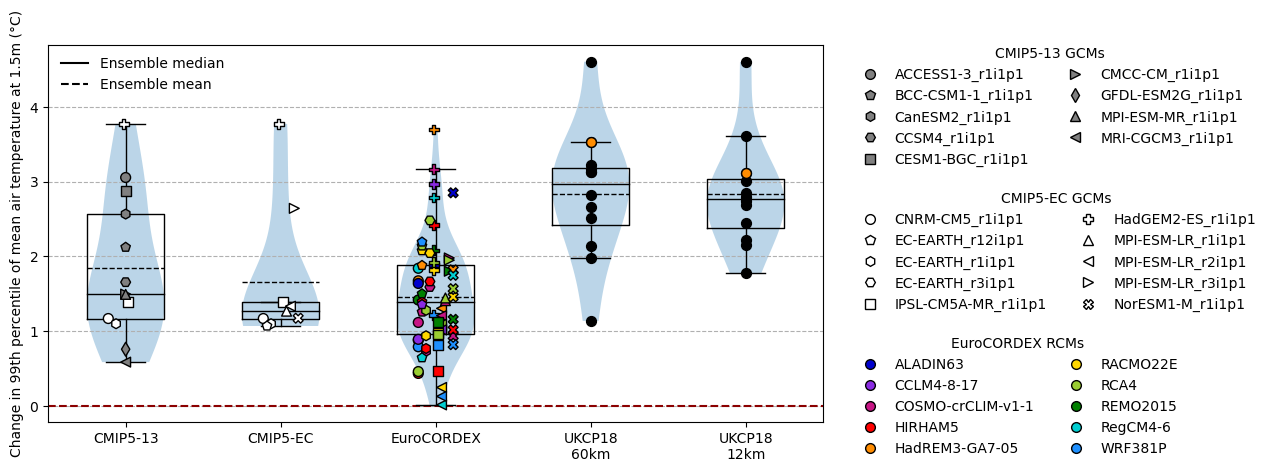 Change in 99th percentile of mean air temperature at 1.5m (°C)
Ensemble median
Ensemble mean
4
3
2
1
0
CMIP5-13
CMIP5-EC
EuroCORDEX
UKCP18
60km
UKCP18
12km
CMIP5-13 GCMs
ACCESS1-3_r1i1p1
BCC-CSM1-1_r1i1p1
CanESM2_r1i1p1
CCSM4_r1i1p1
CESM1-BGC_r1i1p1
CMCC-CM_r1i1p1
GFDL-ESM2G_r1i1p1
MPI-ESM-MR_r1i1p1
MRI-CGCM3_r1i1p1
CMIP5-EC GCMs
CNRM-CM5_r1i1p1
EC-EARTH_r12i1p1
EC-EARTH_r1i1p1
EC-EARTH_r3i1p1
IPSL-CM5A-MR_r1i1p1
HadGEM2-ES_r1i1p1
MPI-ESM-LR_r1i1p1
MPI-ESM-LR_r2i1p1
MPI-ESM-LR_r3i1p1
NorESM1-M_r1i1p1
EuroCORDEX RCMs
ALADIN63
CCLM4-8-17
COSMO-crCLIM-v1-1
HIRHAM5
HadREM3-GA7-05
RACMO22E
RCA4
REMO2015
RegCM4-6
WRF381P